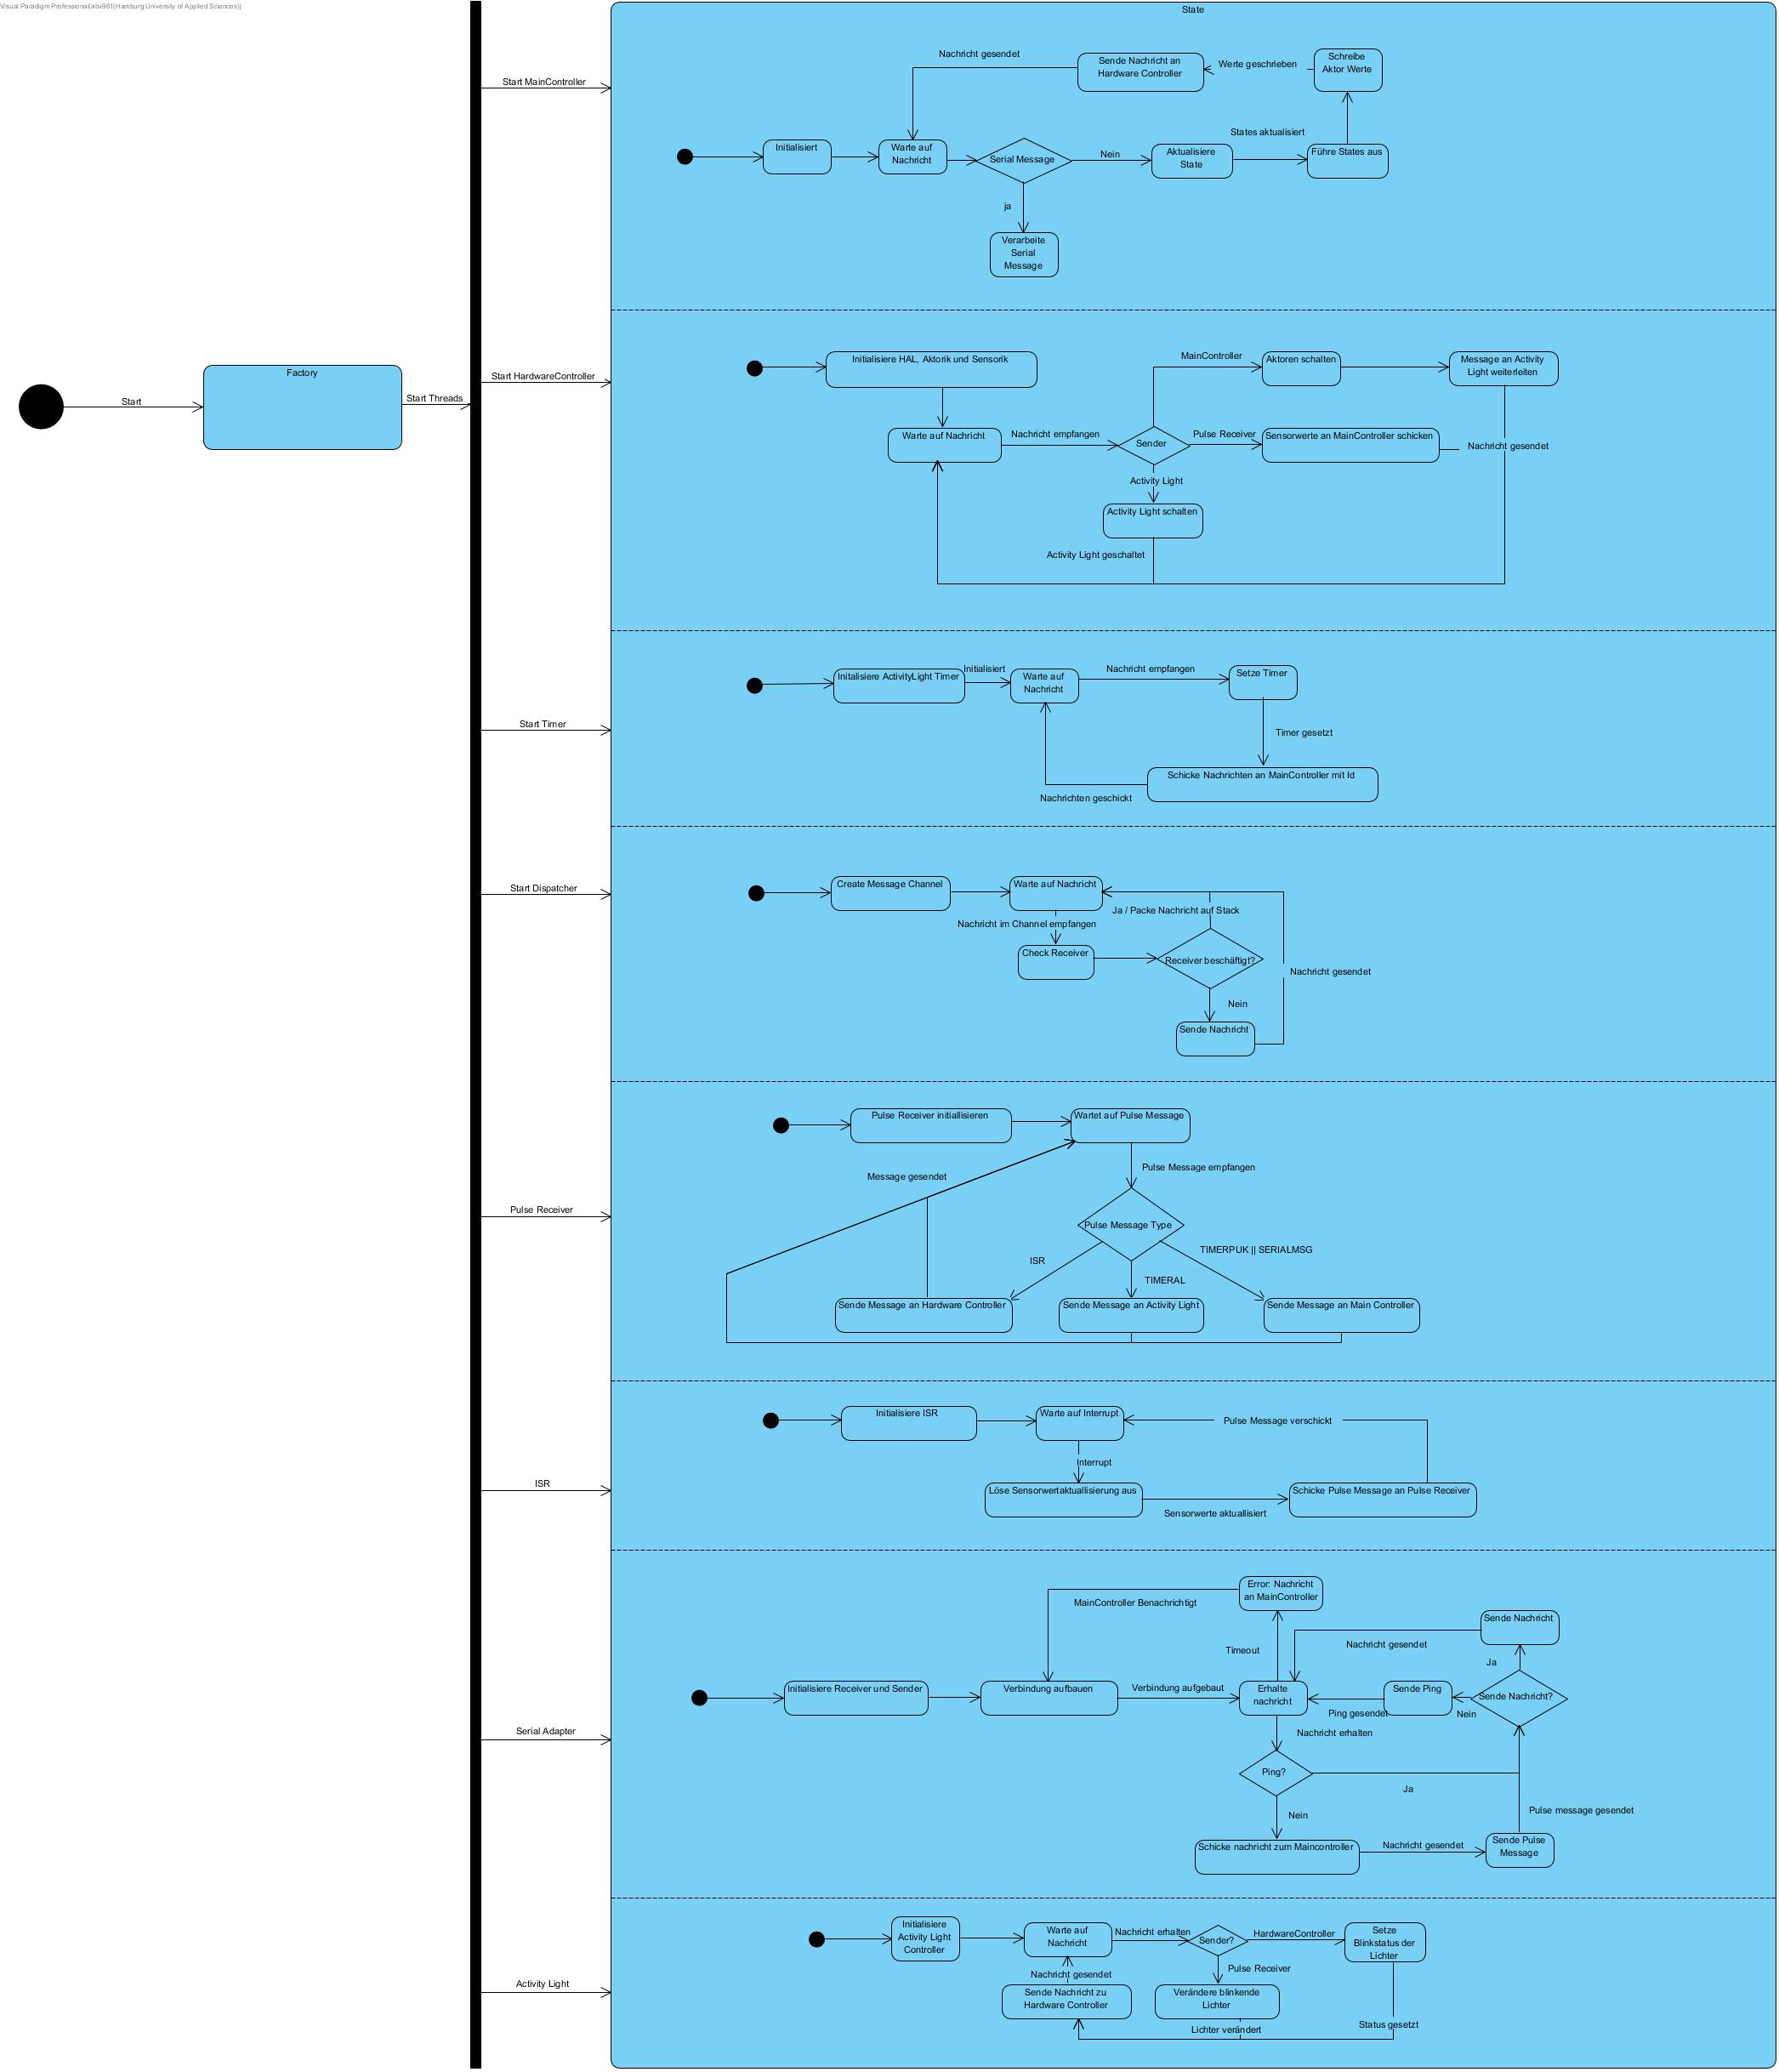 Visual Paradigm Professional(abv961(Hamburg University of Applied Sciences))
State
Start MainController
Nachricht gesendet
Sende Nachricht an
Hardware Controller
Werte geschrieben
Schreibe
Aktor Werte
Initialisiert
Warte auf
Nachricht
Serial Message
Nein
Aktualisiere
State
States aktualisiert
Führe States aus
ja
Verarbeite
Serial
Message
Start
Factory
Start Threads
Start HardwareController
Initialisiere HAL, Aktorik und Sensorik
MainController
Aktoren schalten
Message an Activity
Light weiterleiten
Warte auf Nachricht
Nachricht empfangen
Sender
Pulse Receiver
Sensorwerte an MainController schicken
Nachricht gesendet
Activity Light
Activity Light schalten
Activity Light geschaltet
Start Timer
Initalisiere ActivityLight Timer
Initialisiert
Warte auf
Nachricht
Nachricht empfangen
Setze Timer
Timer gesetzt
Schicke Nachrichten an MainController mit Id
Nachrichten geschickt
Start Dispatcher
Create Message Channel
Warte auf Nachricht
Ja / Packe Nachricht auf Stack
Nachricht im Channel empfangen
Check Receiver
Receiver beschäftigt?
Nachricht gesendet
Nein
Sende Nachricht
Pulse Receiver
Pulse Receiver initiallisieren
Wartet auf Pulse Message
Message gesendet
Pulse Message empfangen
Pulse Message Type
ISR
TIMERAL
TIMERPUK || SERIALMSG
Sende Message an Hardware Controller
Sende Message an Activity Light
Sende Message an Main Controller
ISR
Initialisiere ISR
Warte auf Interrupt
Pulse Message verschickt
Interrupt
Löse Sensorwertaktuallisierung aus
Sensorwerte aktuallisiert
Schicke Pulse Message an Pulse Receiver
Serial Adapter
Error: Nachricht
an MainController
MainController Benachrichtigt
Timeout
Nachricht gesendet
Sende Nachricht
Ja
Initialisiere Receiver und Sender
Verbindung aufbauen
Verbindung aufgebaut
Erhalte
nachricht
Ping gesendet
Sende Ping
Nein
Sende Nachricht?
Nachricht erhalten
Ping?
Ja
Nein
Pulse message gesendet
Schicke nachricht zum Maincontroller
Nachricht gesendet
Sende Pulse
Message
Activity Light
Initialisiere
Activity Light
Controller
Warte auf
Nachricht
Nachricht erhalten
Sender?
HardwareController
Setze
Blinkstatus der
Lichter
Pulse Receiver
Nachricht gesendet
Sende Nachricht zu
Hardware Controller
Verändere blinkende
Lichter
Lichter verändert
Status gesetzt